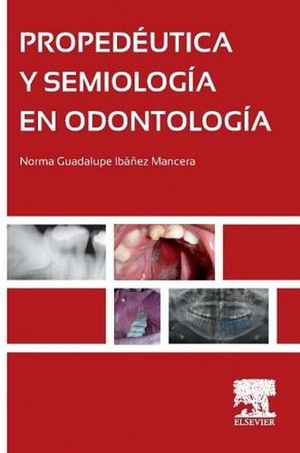 PROPEDÉUTICA
Y SEMIOLOGÍA
EN ODONTOLOGÍA
Norma Guadalupe Ibáñez Mancera
ELSEVIER